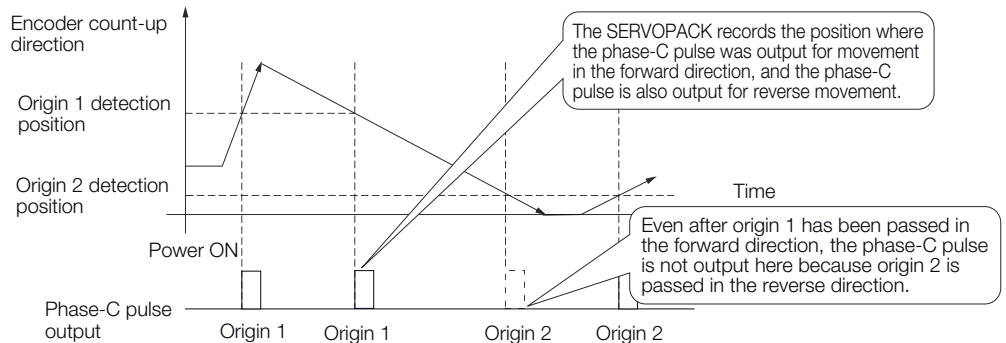 Encoder count-up
direction
The SERVOPACK records the position where
the phase-C pulse was output for movement
in the forward direction, and the phase-C
pulse is also output for reverse movement.
Origin 1 detection
position
Origin 2 detection
position
Time
Power ON
Even after origin 1 has been passed in
the forward direction, the phase-C pulse
is not output here because origin 2 is
passed in the reverse direction.
Phase-C pulse
output
Origin 1
Origin 1
Origin 2
Origin 2